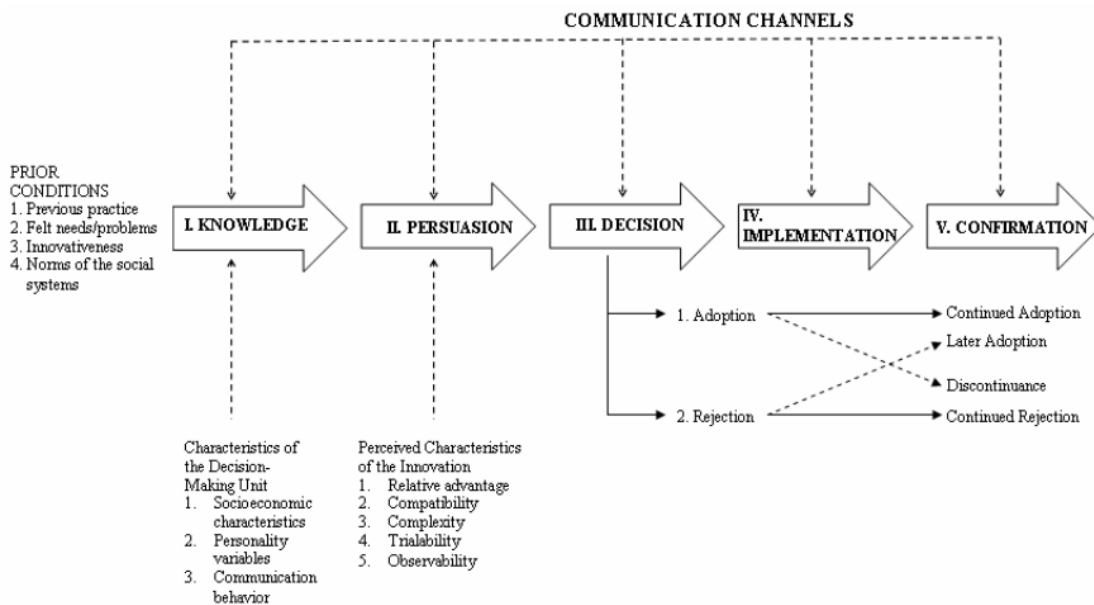 COMMUNICATION CHANNELS
PRIOR
CONDITIONS
1. Previous practice
2. Felt needs/problems
3. Innovativeness
4. Norms of the social
systems
I. KNOWLEDGE
II. PERSUASION
III. DECISION
IV.
IMPLEMENTATION
V. CONFIRMATION
1. Adoption
2. Rejection
Continued Adoption
Later Adoption
Discontinuance
Continued Rejection
Characteristics of
the Decision-
Making Unit
1. Socioeconomic
characteristics
2. Personality
variables
3. Communication
behavior
Perceived Characteristics
of the Innovation
1. Relative advantage
2. Compatibility
3. Complexity
4. Trialability
5. Observability